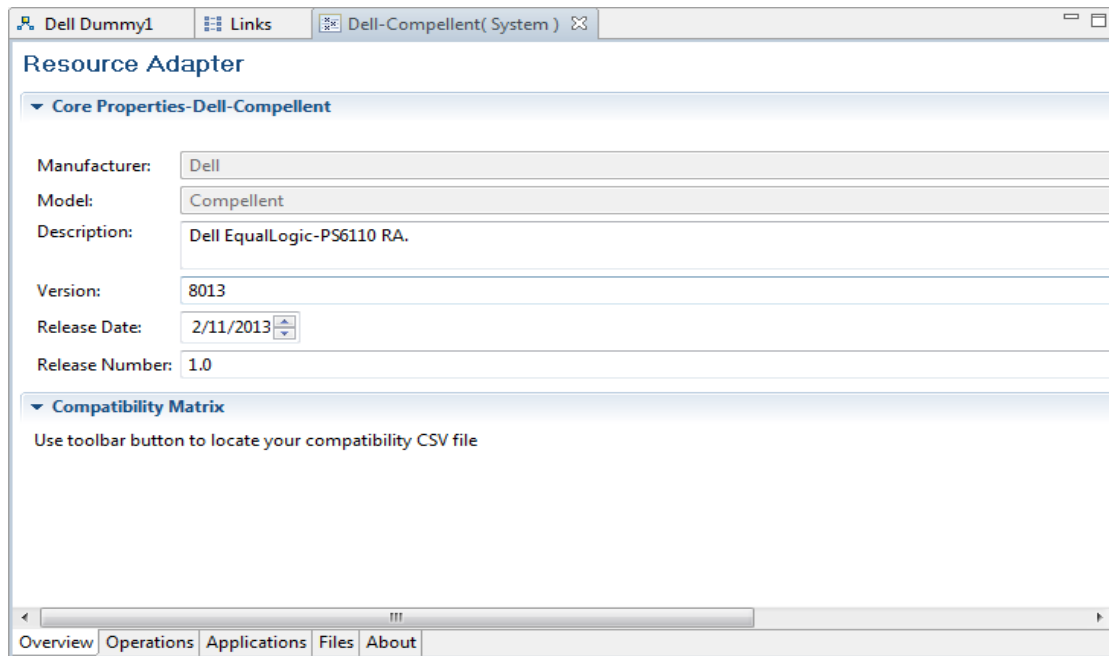 Dell Dummy1 Links Dell-Compellent( System )
Resource Adapter
Core Properties-Dell-Compellent
Manufacturer: Dell
Model: Compellent
Description: Dell EqualLogic-PS6110 RA.
Version: 8013
Release Date: 2/11/2013
Release Number: 1.0
Compatibility Matrix
Use toolbar button to locate your compatibility CSV file
Overview Operations Applications Files About